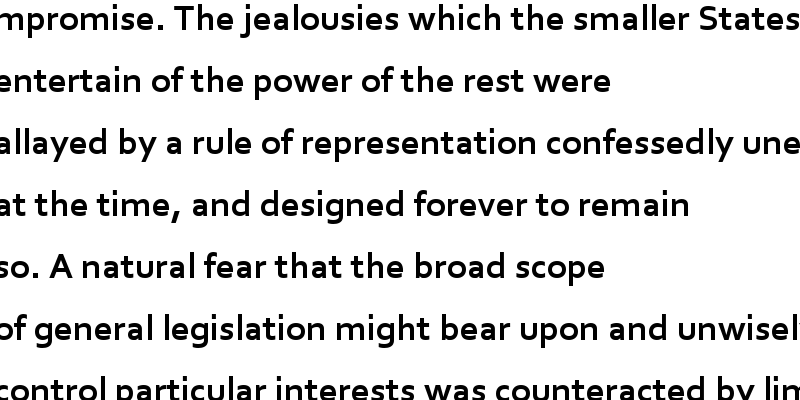 mpromise. The jealousies which the smaller States
entertain of the power of the rest were
allayed by a rule of representation confessedly une
at the time, and designed forever to remain
so. A natural fear that the broad scope
of general legislation might bear upon and unwisel
control particular interests was counteracted by lim